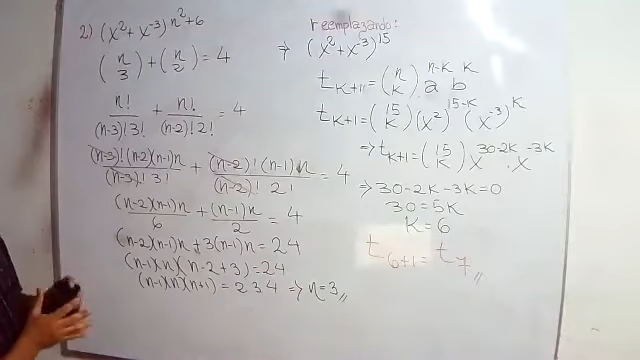 2) (x² + x⁻³)ⁿ²⁺⁶
(n 3) + (n 2) = 4
n!/(n-3)!3! + n!/(n-2)!2! = 4
(n-3)!(n-2)(n-1)n/(n-3)!3! + (n-2)!(n-1)n/(n-2)!2! = 4
(n-2)(n-1)n/6 + (n-1)n/2 = 4
(n-2)(n-1)n + 3(n-1)n = 24
(n-1)(n)(n-2+3) = 24
(n-1)(n)(n+1) = 2 3 4 ⇒ n = 3,,
reemplazando:
⇒ (x² + x⁻³)¹⁵
t_{K+1} = (n K) a^{n-K} b^{K}
t_{K+1} = (15 K) (x²)^{15-K} (x⁻³)^{K}
⇒ t_{K+1} = (15 K) x^{30-2K} · x^{-3K}
⇒ 30-2K-3K=0
30 = 5K
K = 6
t_{6+1} = t_7,,